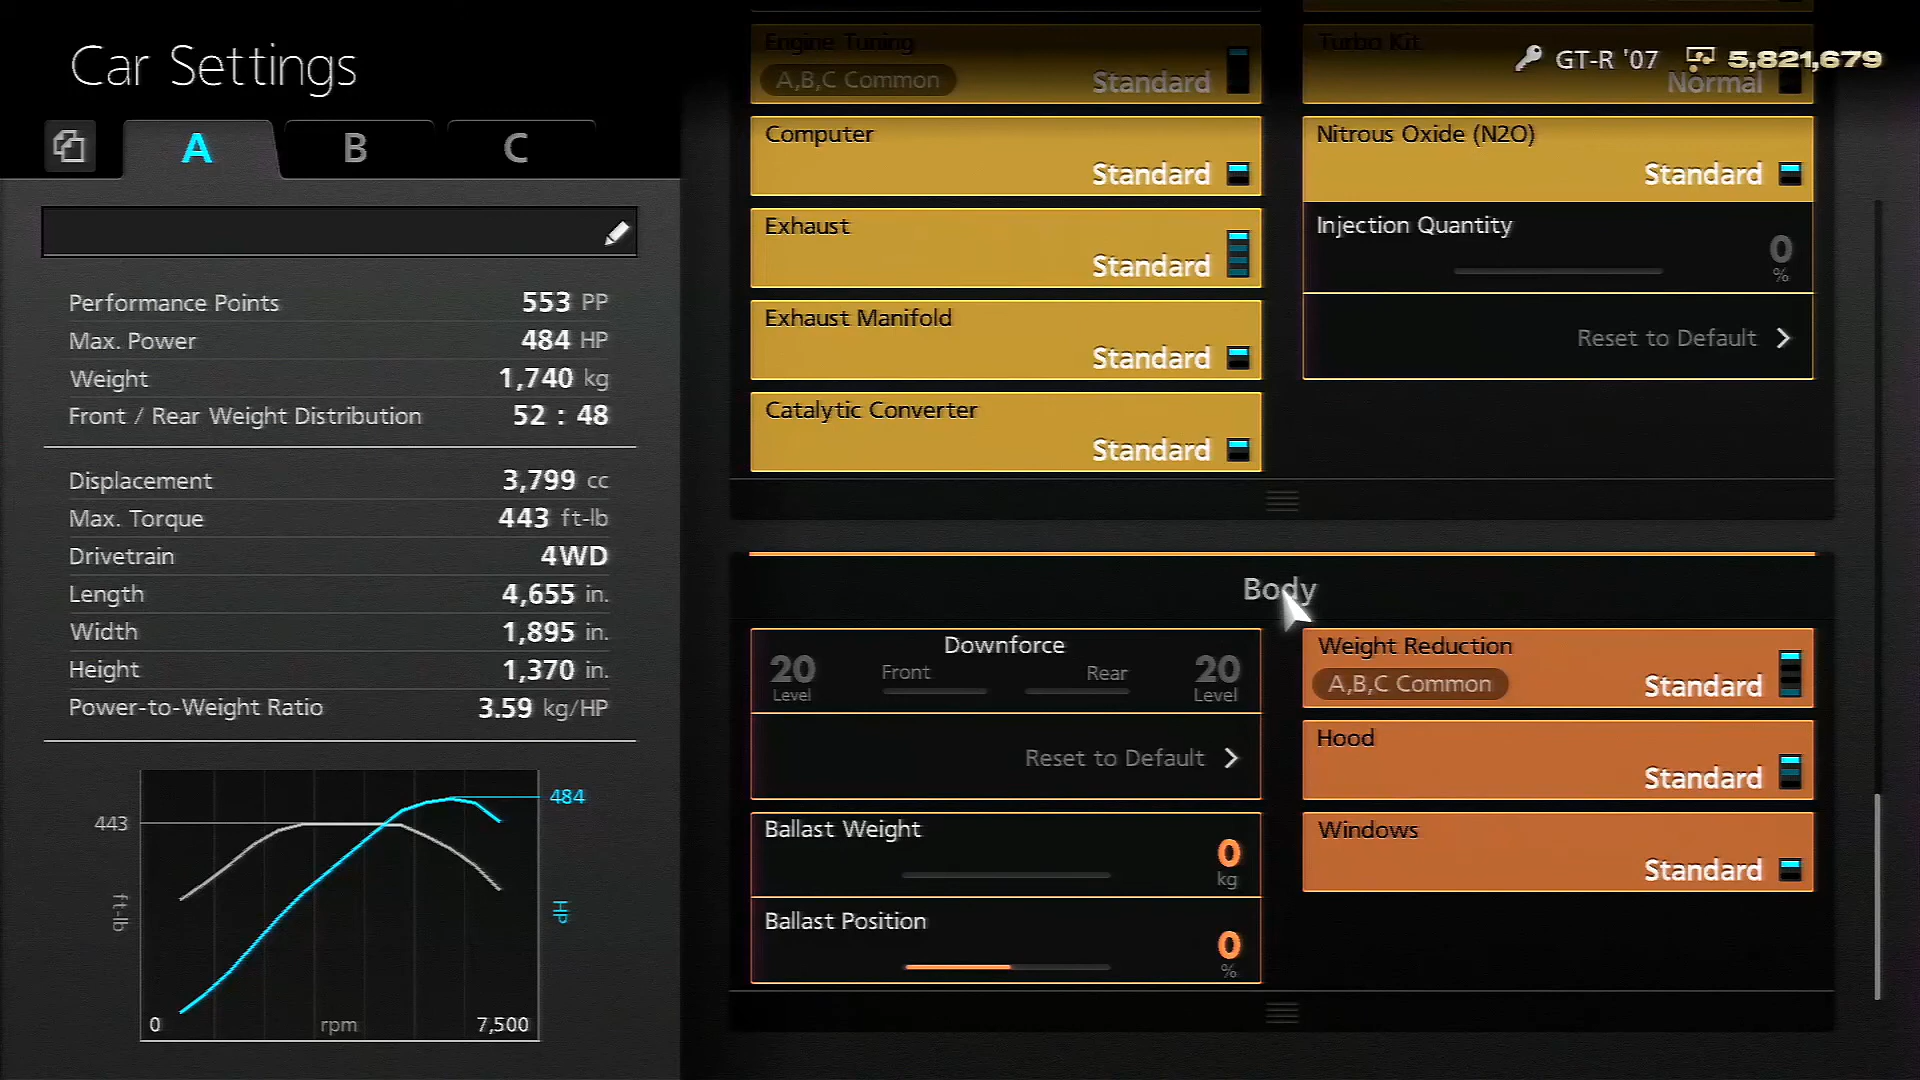 Car Settings
GT-R '07 5,821,679
A B C
Performance Points 553 PP
Max. Power 484 HP
Weight 1,740 kg
Front / Rear Weight Distribution 52 : 48
Displacement 3,799 cc
Max. Torque 443 ft-lb
Drivetrain 4WD
Length 4,655 in.
Width 1,895 in.
Height 1,370 in.
Power-to-Weight Ratio 3.59 kg/HP
484
443
ft-lb
HP
0 rpm 7,500
Engine Tuning
A,B,C Common Standard
Computer
Standard
Exhaust
Standard
Exhaust Manifold
Standard
Catalytic Converter
Standard
Turbo Kit
Normal
Nitrous Oxide (N2O)
Standard
Injection Quantity
0
%
Reset to Default
Body
Downforce
20 Front Rear 20
Level Level
Reset to Default
Ballast Weight
0
kg
Ballast Position
0
%
Weight Reduction
A,B,C Common Standard
Hood
Standard
Windows
Standard